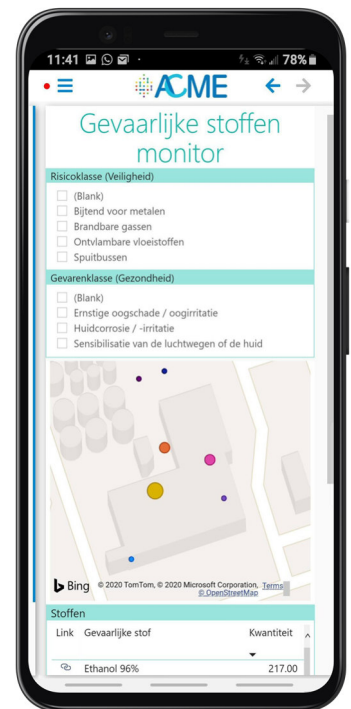 11:41 78%
ACME
Gevaarlijke stoffen
monitor
Risicoklasse (Veiligheid)
(Blank)
Bijtend voor metalen
Brandbare gassen
Ontvlambare vloeistoffen
Spuitbussen
Gevarenklasse (Gezondheid)
(Blank)
Ernstige oogschade / oogirritatie
Huidcorrosie / -irritatie
Sensibilisatie van de luchtwegen of de huid
Bing © 2020 TomTom, © 2020 Microsoft Corporation, Terms
© OpenStreetMap
Stoffen
Link Gevaarlijke stof Kwantiteit
Ethanol 96% 217.00